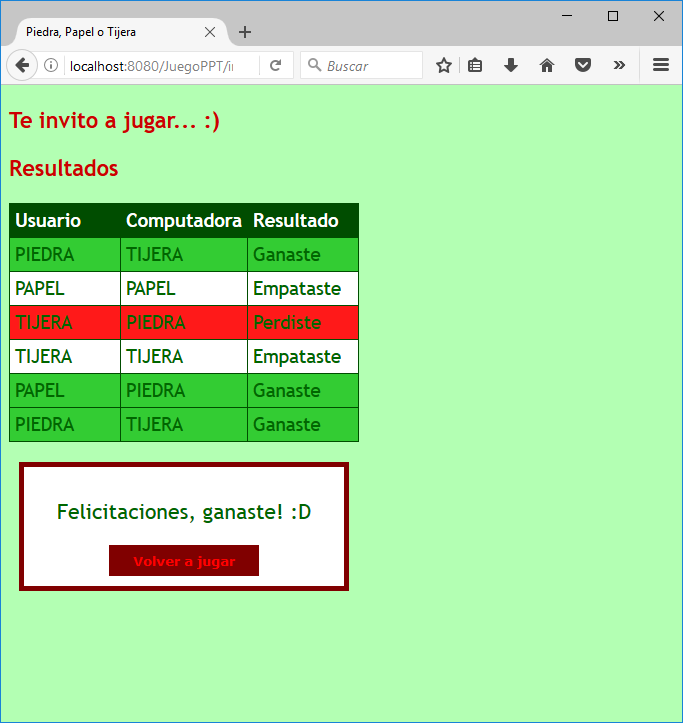 Piedra, Papel o Tijera
localhost:8080/JuegoPPT/in
Buscar
Te invito a jugar... :)
Resultados
Usuario Computadora Resultado
PIEDRA TIJERA Ganaste
PAPEL PAPEL Empataste
TIJERA PIEDRA Perdiste
TIJERA TIJERA Empataste
PAPEL PIEDRA Ganaste
PIEDRA TIJERA Ganaste
Felicitaciones, ganaste! :D
Volver a jugar